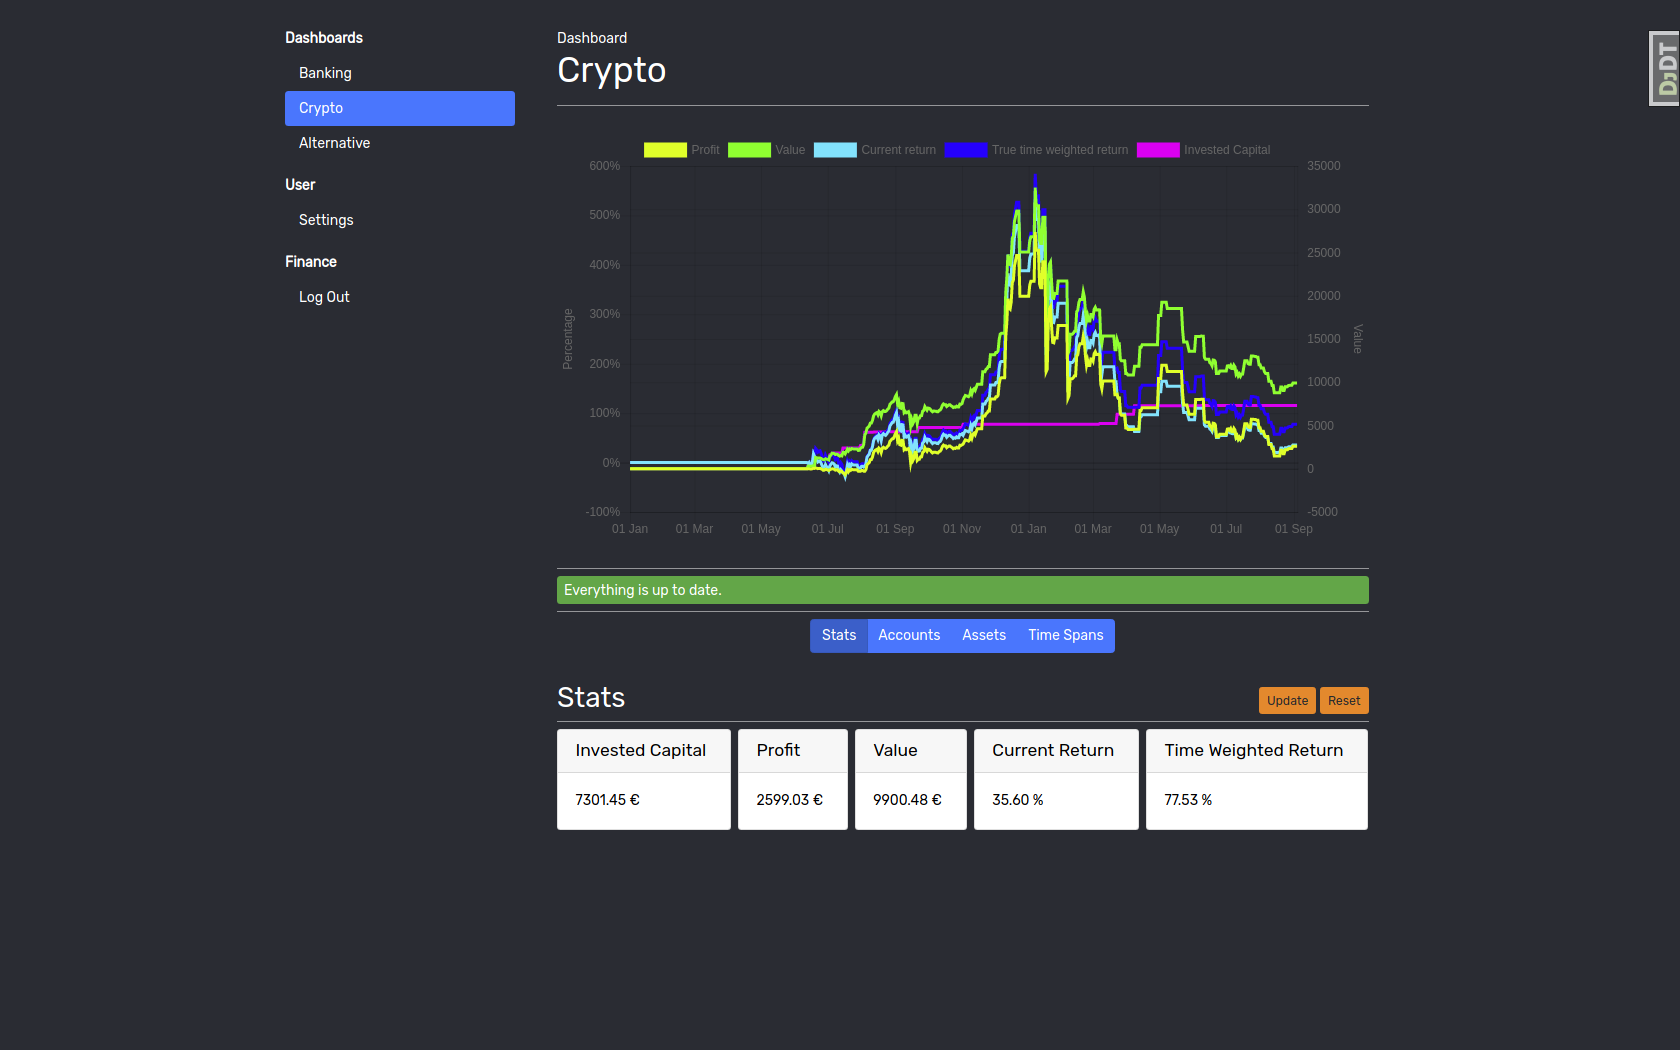 Dashboards
Banking
Crypto
Alternative
User
Settings
Finance
Log Out
Dashboard
Crypto
DJDT
Profit Value Current return True time weighted return Invested Capital
600% 35000
500% 30000
400% 25000
300% 20000
200% 15000
100% 10000
0% 5000
-100% 0
-5000
Percentage
Value
01 Jan 01 Mar 01 May 01 Jul 01 Sep 01 Nov 01 Jan 01 Mar 01 May 01 Jul 01 Sep
Everything is up to date.
Stats Accounts Assets Time Spans
Stats
Update Reset
Invested Capital Profit Value Current Return Time Weighted Return
7301.45 € 2599.03 € 9900.48 € 35.60 % 77.53 %